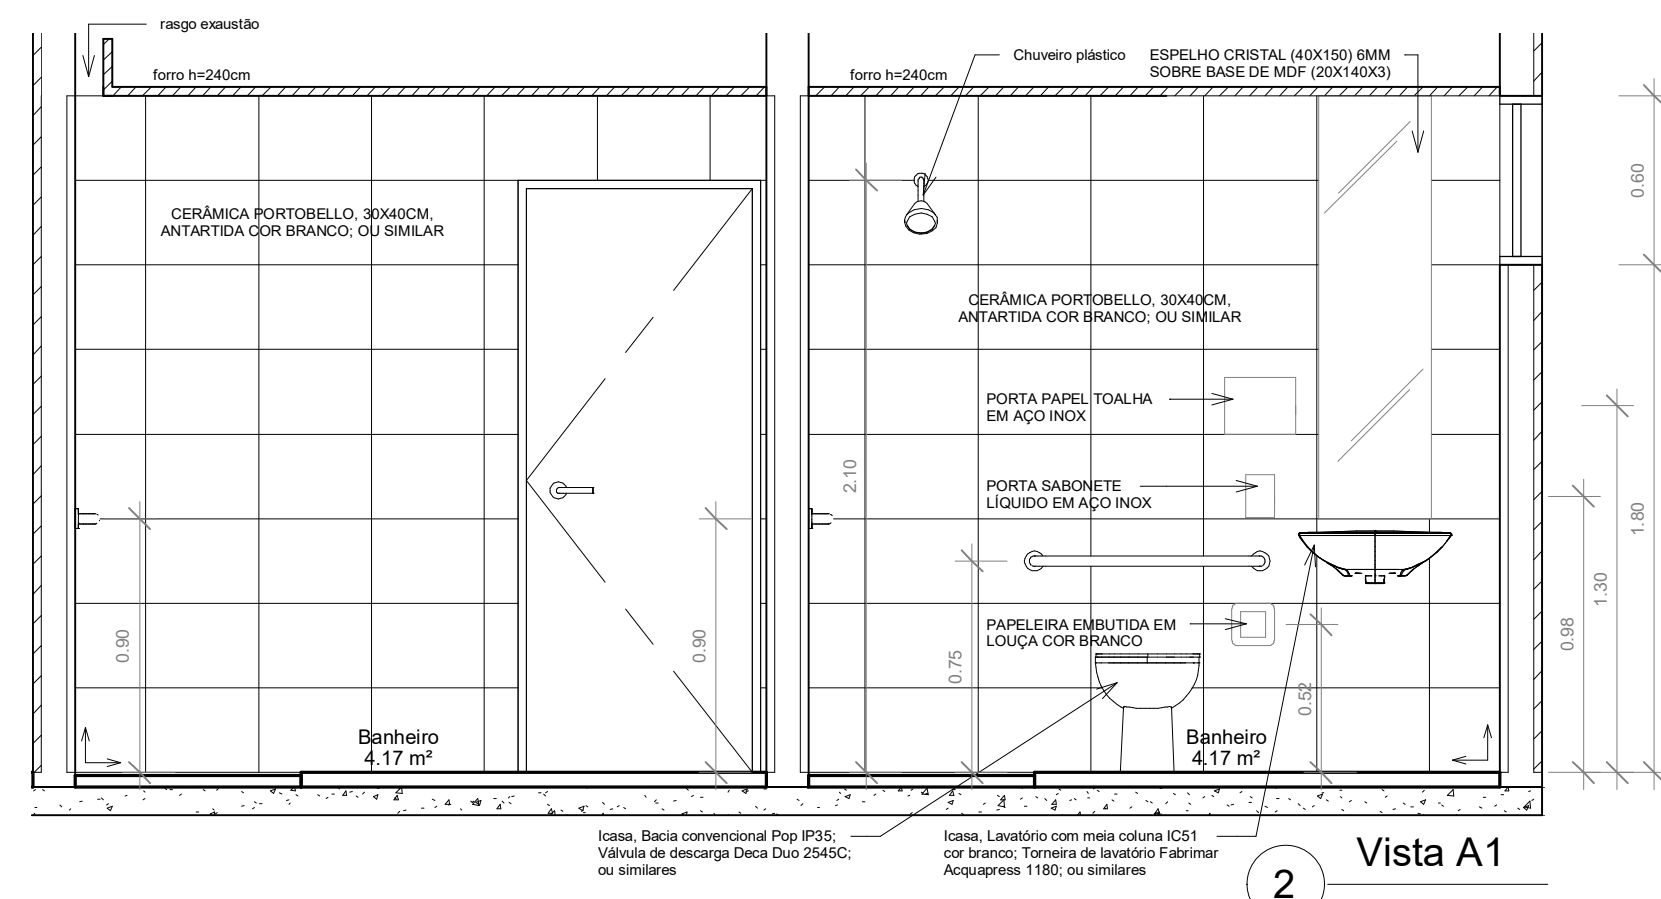 rasgo exaustão
forro h=240cm
Chuveiro plástico
ESPELHO CRISTAL (40X150) 6MM
SOBRE BASE DE MDF (20X140X3)
forro h=240cm
CERÂMICA PORTOBELLO, 30X40CM,
ANTARTIDA COR BRANCO; OU SIMILAR
CERÂMICA PORTOBELLO, 30X40CM,
ANTARTIDA COR BRANCO; OU SIMILAR
PORTA PAPEL TOALHA
EM AÇO INOX
PORTA SABONETE
LÍQUIDO EM AÇO INOX
PAPELEIRA EMBUTIDA EM
LOUÇA COR BRANCO
0.90
0.90
2.10
0.75
0.52
0.98
1.30
1.80
0.60
Banheiro
4.17 m²
Banheiro
4.17 m²
Icasa, Bacia convencional Pop IP35;
Válvula de descarga Deca Duo 2545C;
ou similares
Icasa, Lavatório com meia coluna IC51
cor branco; Torneira de lavatório Fabrimar
Acquapress 1180; ou similares
Vista A1
2